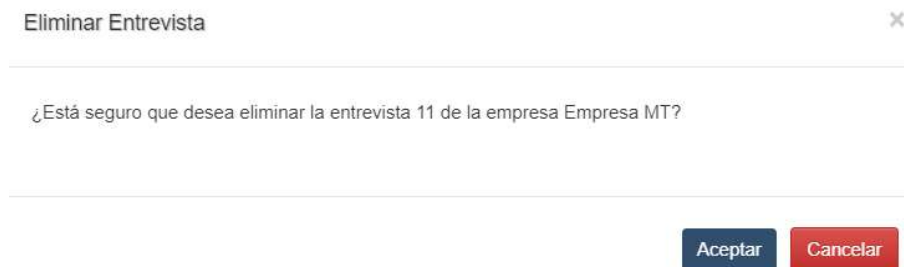 Eliminar Entrevista
¿Está seguro que desea eliminar la entrevista 11 de la empresa Empresa MT?
Aceptar Cancelar